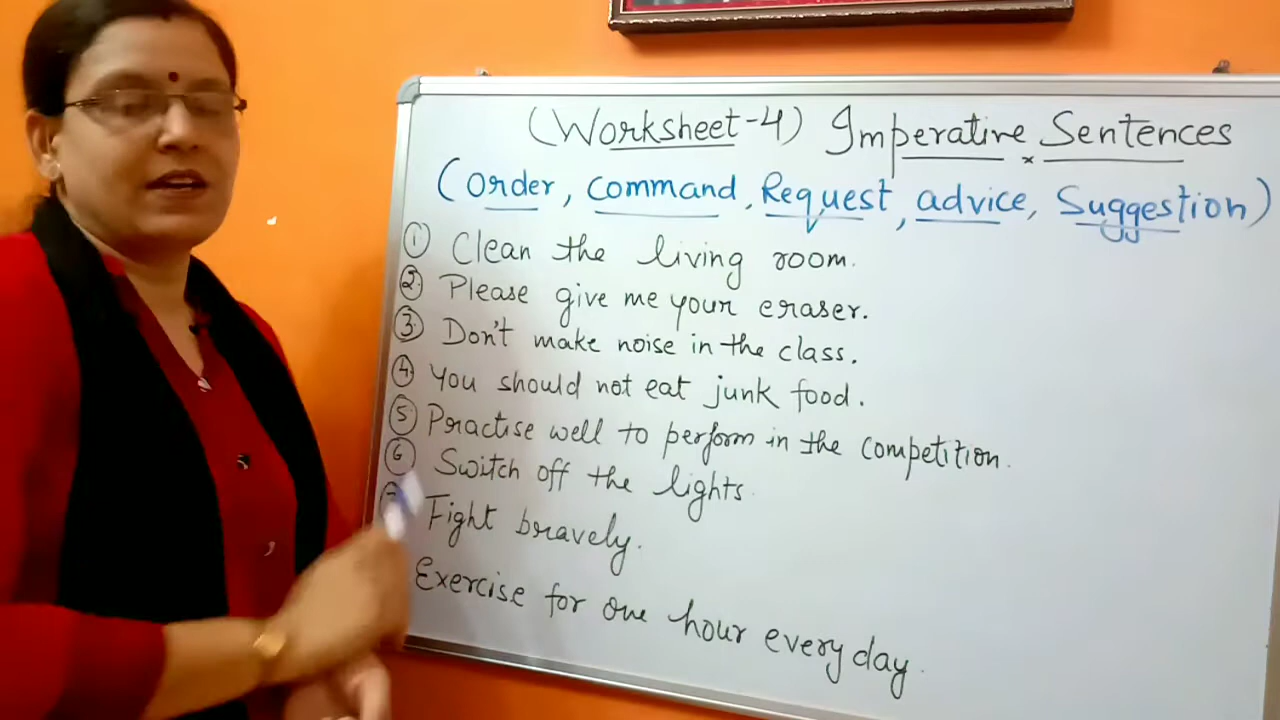 (Worksheet-4) Imperative Sentences
(order, command, Request, advice, Suggestion)
① Clean the living room.
② Please give me your eraser.
③ Don't make noise in the class.
④ You should not eat junk food.
⑤ Practise well to perform in the competition.
⑥ Switch off the lights.
Fight bravely.
Exercise for one hour every day.